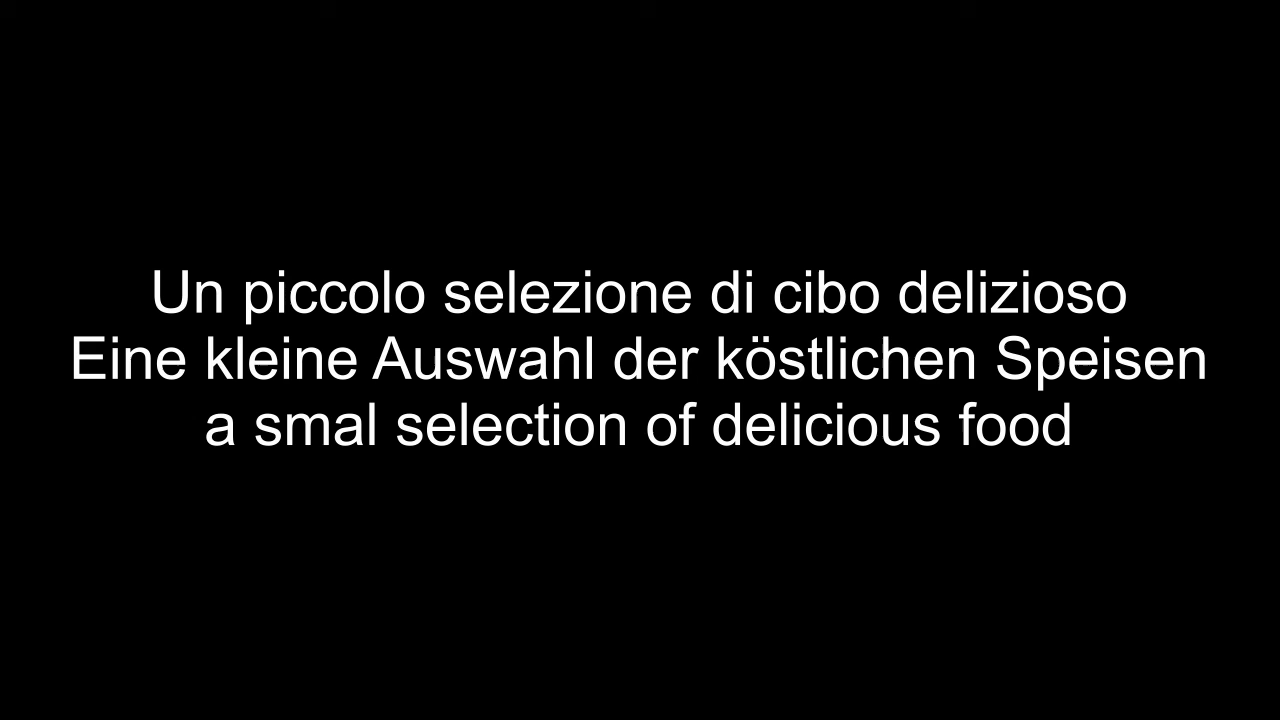 Un piccolo selezione di cibo delizioso
Eine kleine Auswahl der köstlichen Speisen
a smal selection of delicious food